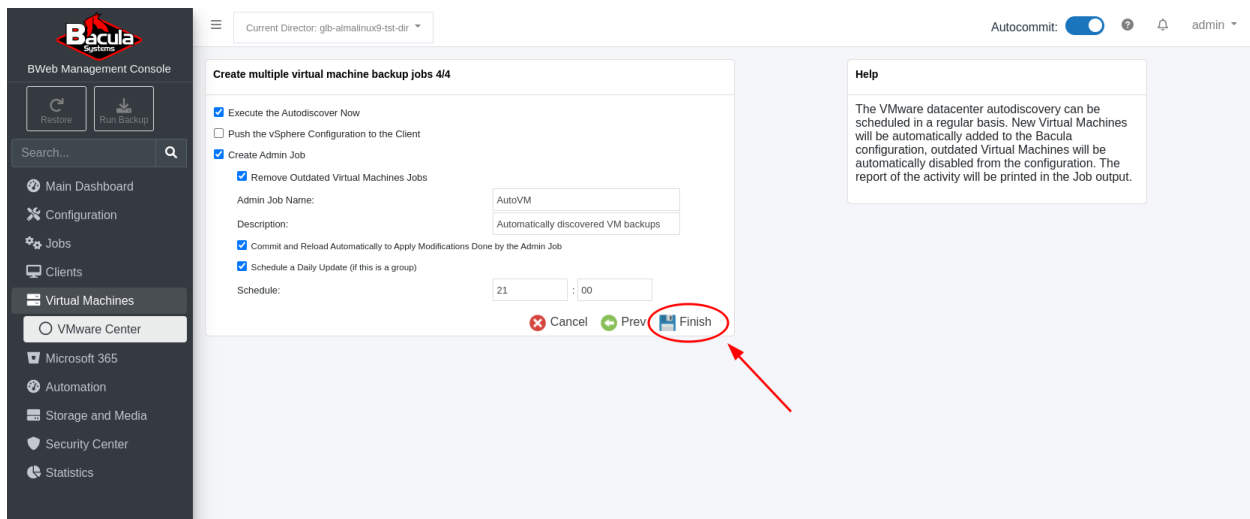 Bacula
Systems
BWeb Management Console
Restore
Run Backup
Search...
Main Dashboard
Configuration
Jobs
Clients
Virtual Machines
VMware Center
Microsoft 365
Automation
Storage and Media
Security Center
Statistics
Current Director: glb-almalinux9-tst-dir
Autocommit:
admin
Create multiple virtual machine backup jobs 4/4
Execute the Autodiscover Now
Push the vSphere Configuration to the Client
Create Admin Job
Remove Outdated Virtual Machines Jobs
Admin Job Name: AutoVM
Description: Automatically discovered VM backups
Commit and Reload Automatically to Apply Modifications Done by the Admin Job
Schedule a Daily Update (if this is a group)
Schedule: 21 : 00
Cancel Prev Finish
Help
The VMware datacenter autodiscovery can be
scheduled in a regular basis. New Virtual Machines
will be automatically added to the Bacula
configuration, outdated Virtual Machines will be
automatically disabled from the configuration. The
report of the activity will be printed in the Job output.